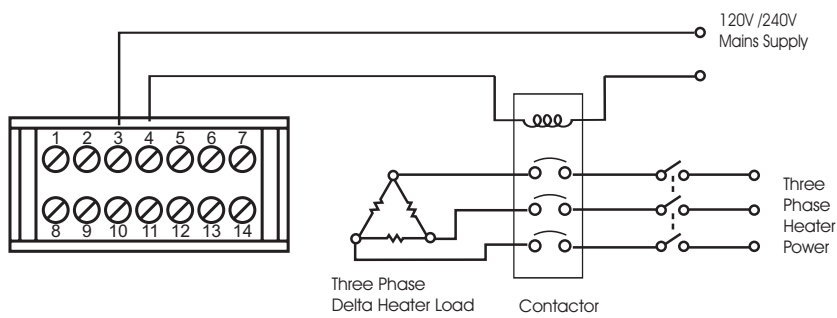 120V /240V
Mains Supply
1 2 3 4 5 6 7
8 9 10 11 12 13 14
Three
Phase
Heater
Power
Three Phase
Delta Heater Load
Contactor